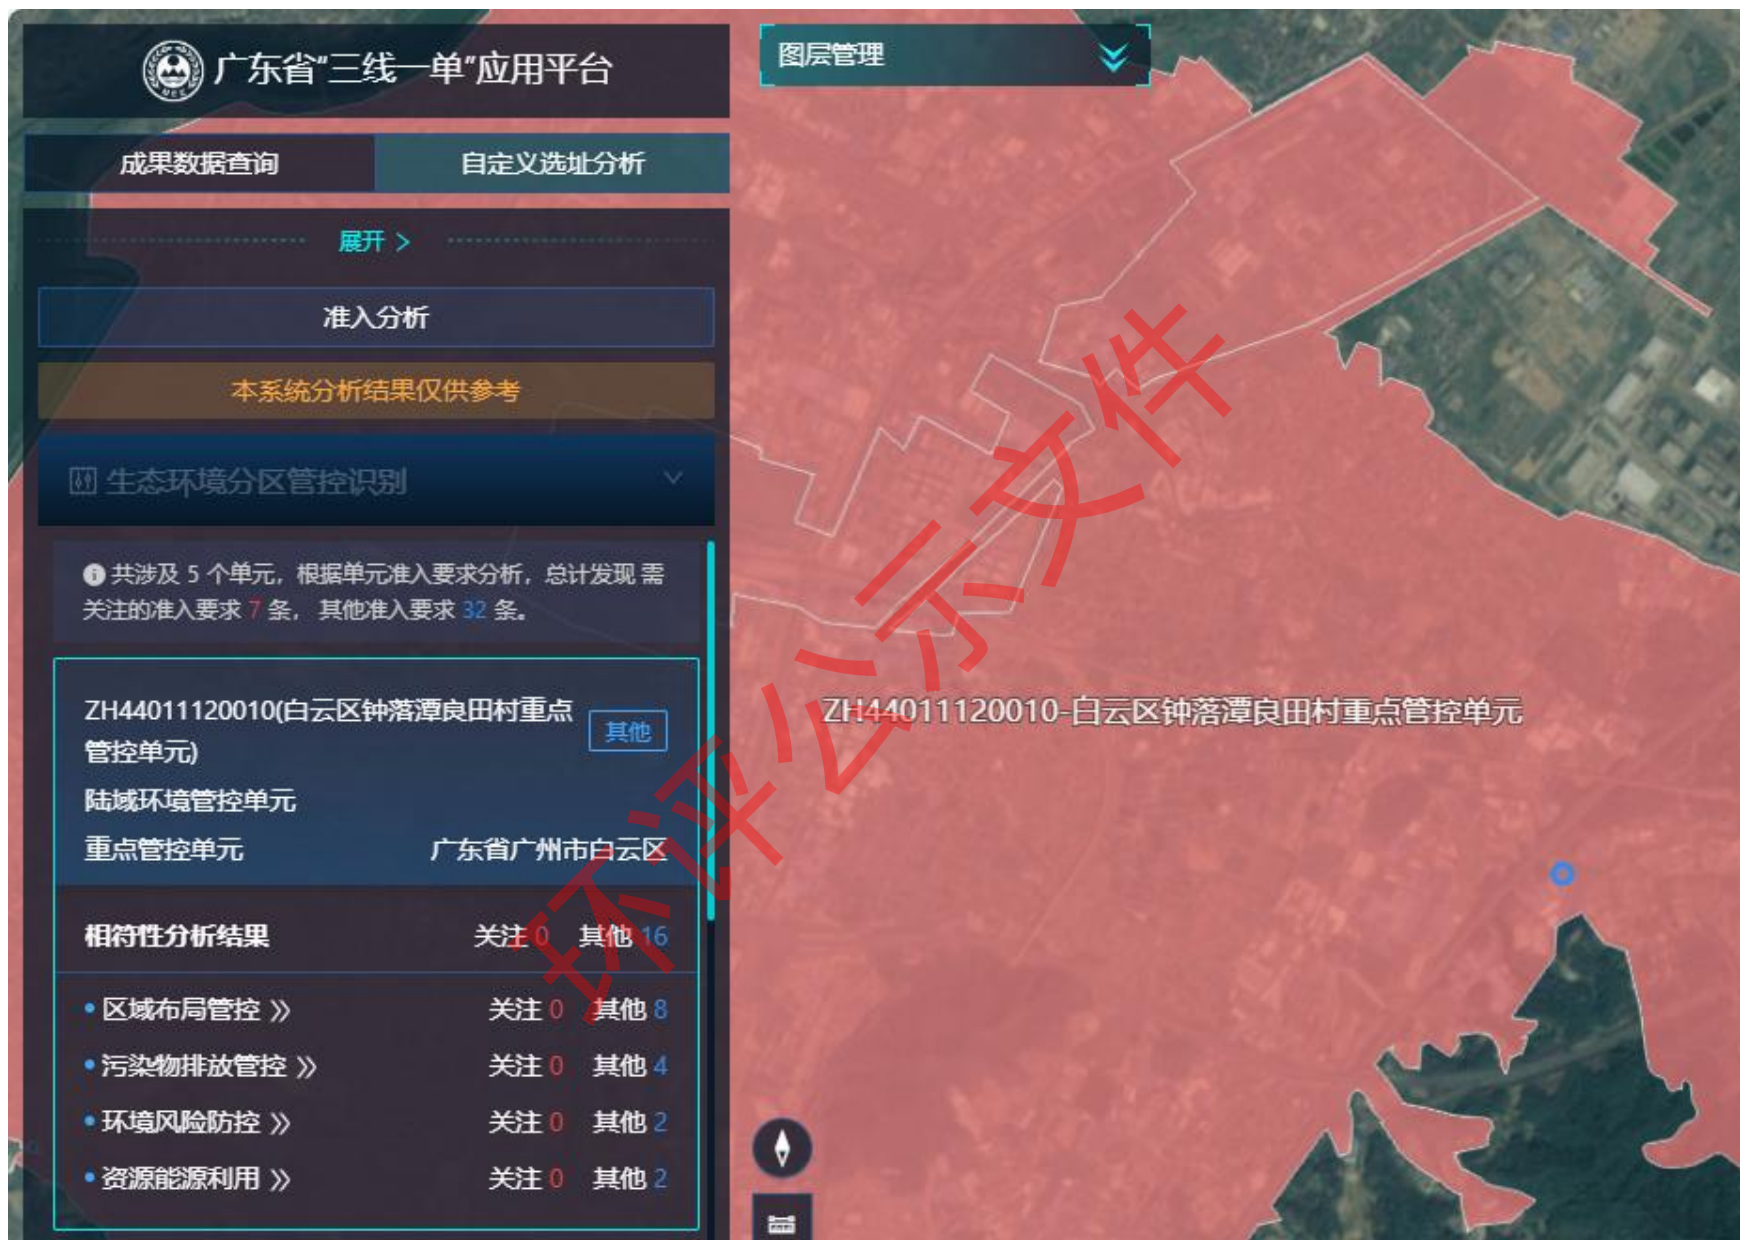 广东省"三线一单"应用平台
图层管理
成果数据查询
自定义选址分析
展开 >
准入分析
本系统分析结果仅供参考
生态环境分区管控识别
共涉及 5 个单元，根据单元准入要求分析，总计发现 需
关注的准入要求 7 条， 其他准入要求 32 条。
ZH44011120010(白云区钟落潭良田村重点
管控单元)
其他
陆域环境管控单元
重点管控单元 广东省广州市白云区
相符性分析结果 关注 0 其他 16
• 区域布局管控 » 关注 0 其他 8
• 污染物排放管控 » 关注 0 其他 4
• 环境风险防控 » 关注 0 其他 2
• 资源能源利用 » 关注 0 其他 2
ZH44011120010-白云区钟落潭良田村重点管控单元
环评公示文件